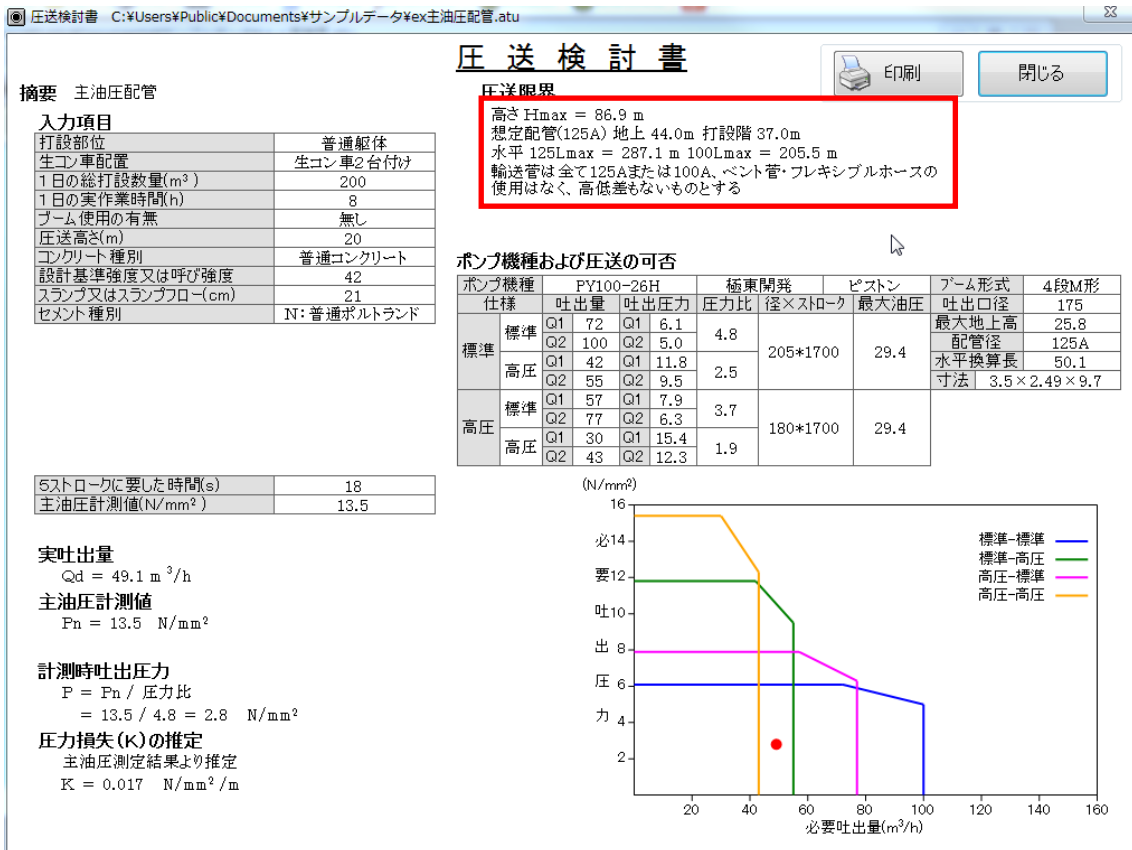 圧送検討書 C:¥Users¥Public¥Documents¥サンプルデータ¥ex主油圧配管.atu
圧送検討書
印刷
閉じる
摘要 主油圧配管
入力項目
打設部位 普通躯体
生コン車配置 生コン車2台付け
1日の総打設数量(m³) 200
1日の実作業時間(h) 8
ブーム使用の有無 無し
圧送高さ(m) 20
コンクリート種別 普通コンクリート
設計基準強度又は呼び強度 42
スランプ又はスランプフロー(cm) 21
セメント種別 N:普通ポルトランド
5ストロークに要した時間(s) 18
主油圧計測値(N/mm²) 13.5
実吐出量
Qd = 49.1 m³/h
主油圧計測値
Pn = 13.5 N/mm²
計測時吐出圧力
P = Pn / 圧力比
= 13.5 / 4.8 = 2.8 N/mm²
圧力損失(K)の推定
主油圧測定結果より推定
K = 0.017 N/mm²/m
圧送限界
高さ Hmax = 86.9 m
想定配管(125A) 地上 44.0m 打設階 37.0m
水平 125Lmax = 287.1 m 100Lmax = 205.5 m
輸送管は全て125Aまたは100A、ベント管・フレキシブルホースの
使用はなく、高低差もないものとする
ポンプ機種および圧送の可否
ポンプ機種 PY100-26H 極東開発 ピストン ブーム形式 4段M形
仕様 吐出量 吐出圧力 圧力比 径×ストローク 最大油圧 吐出口径 175
標準 標準 Q1 72 Q1 6.1 4.8 205*1700 29.4 最大地上高 25.8
Q2 100 Q2 5.0 配管径 125A
高圧 Q1 42 Q1 11.8 2.5 水平換算長 50.1
Q2 55 Q2 9.5 寸法 3.5×2.49×9.7
高圧 標準 Q1 57 Q1 7.9 3.7 180*1700 29.4
Q2 77 Q2 6.3
高圧 Q1 30 Q1 15.4 1.9
Q2 43 Q2 12.3
(N/mm²)
必要吐出圧力
16
14
12
10
8
6
4
2
標準-標準
標準-高圧
高圧-標準
高圧-高圧
20 40 60 80 100 120 140 160
必要吐出量(m³/h)